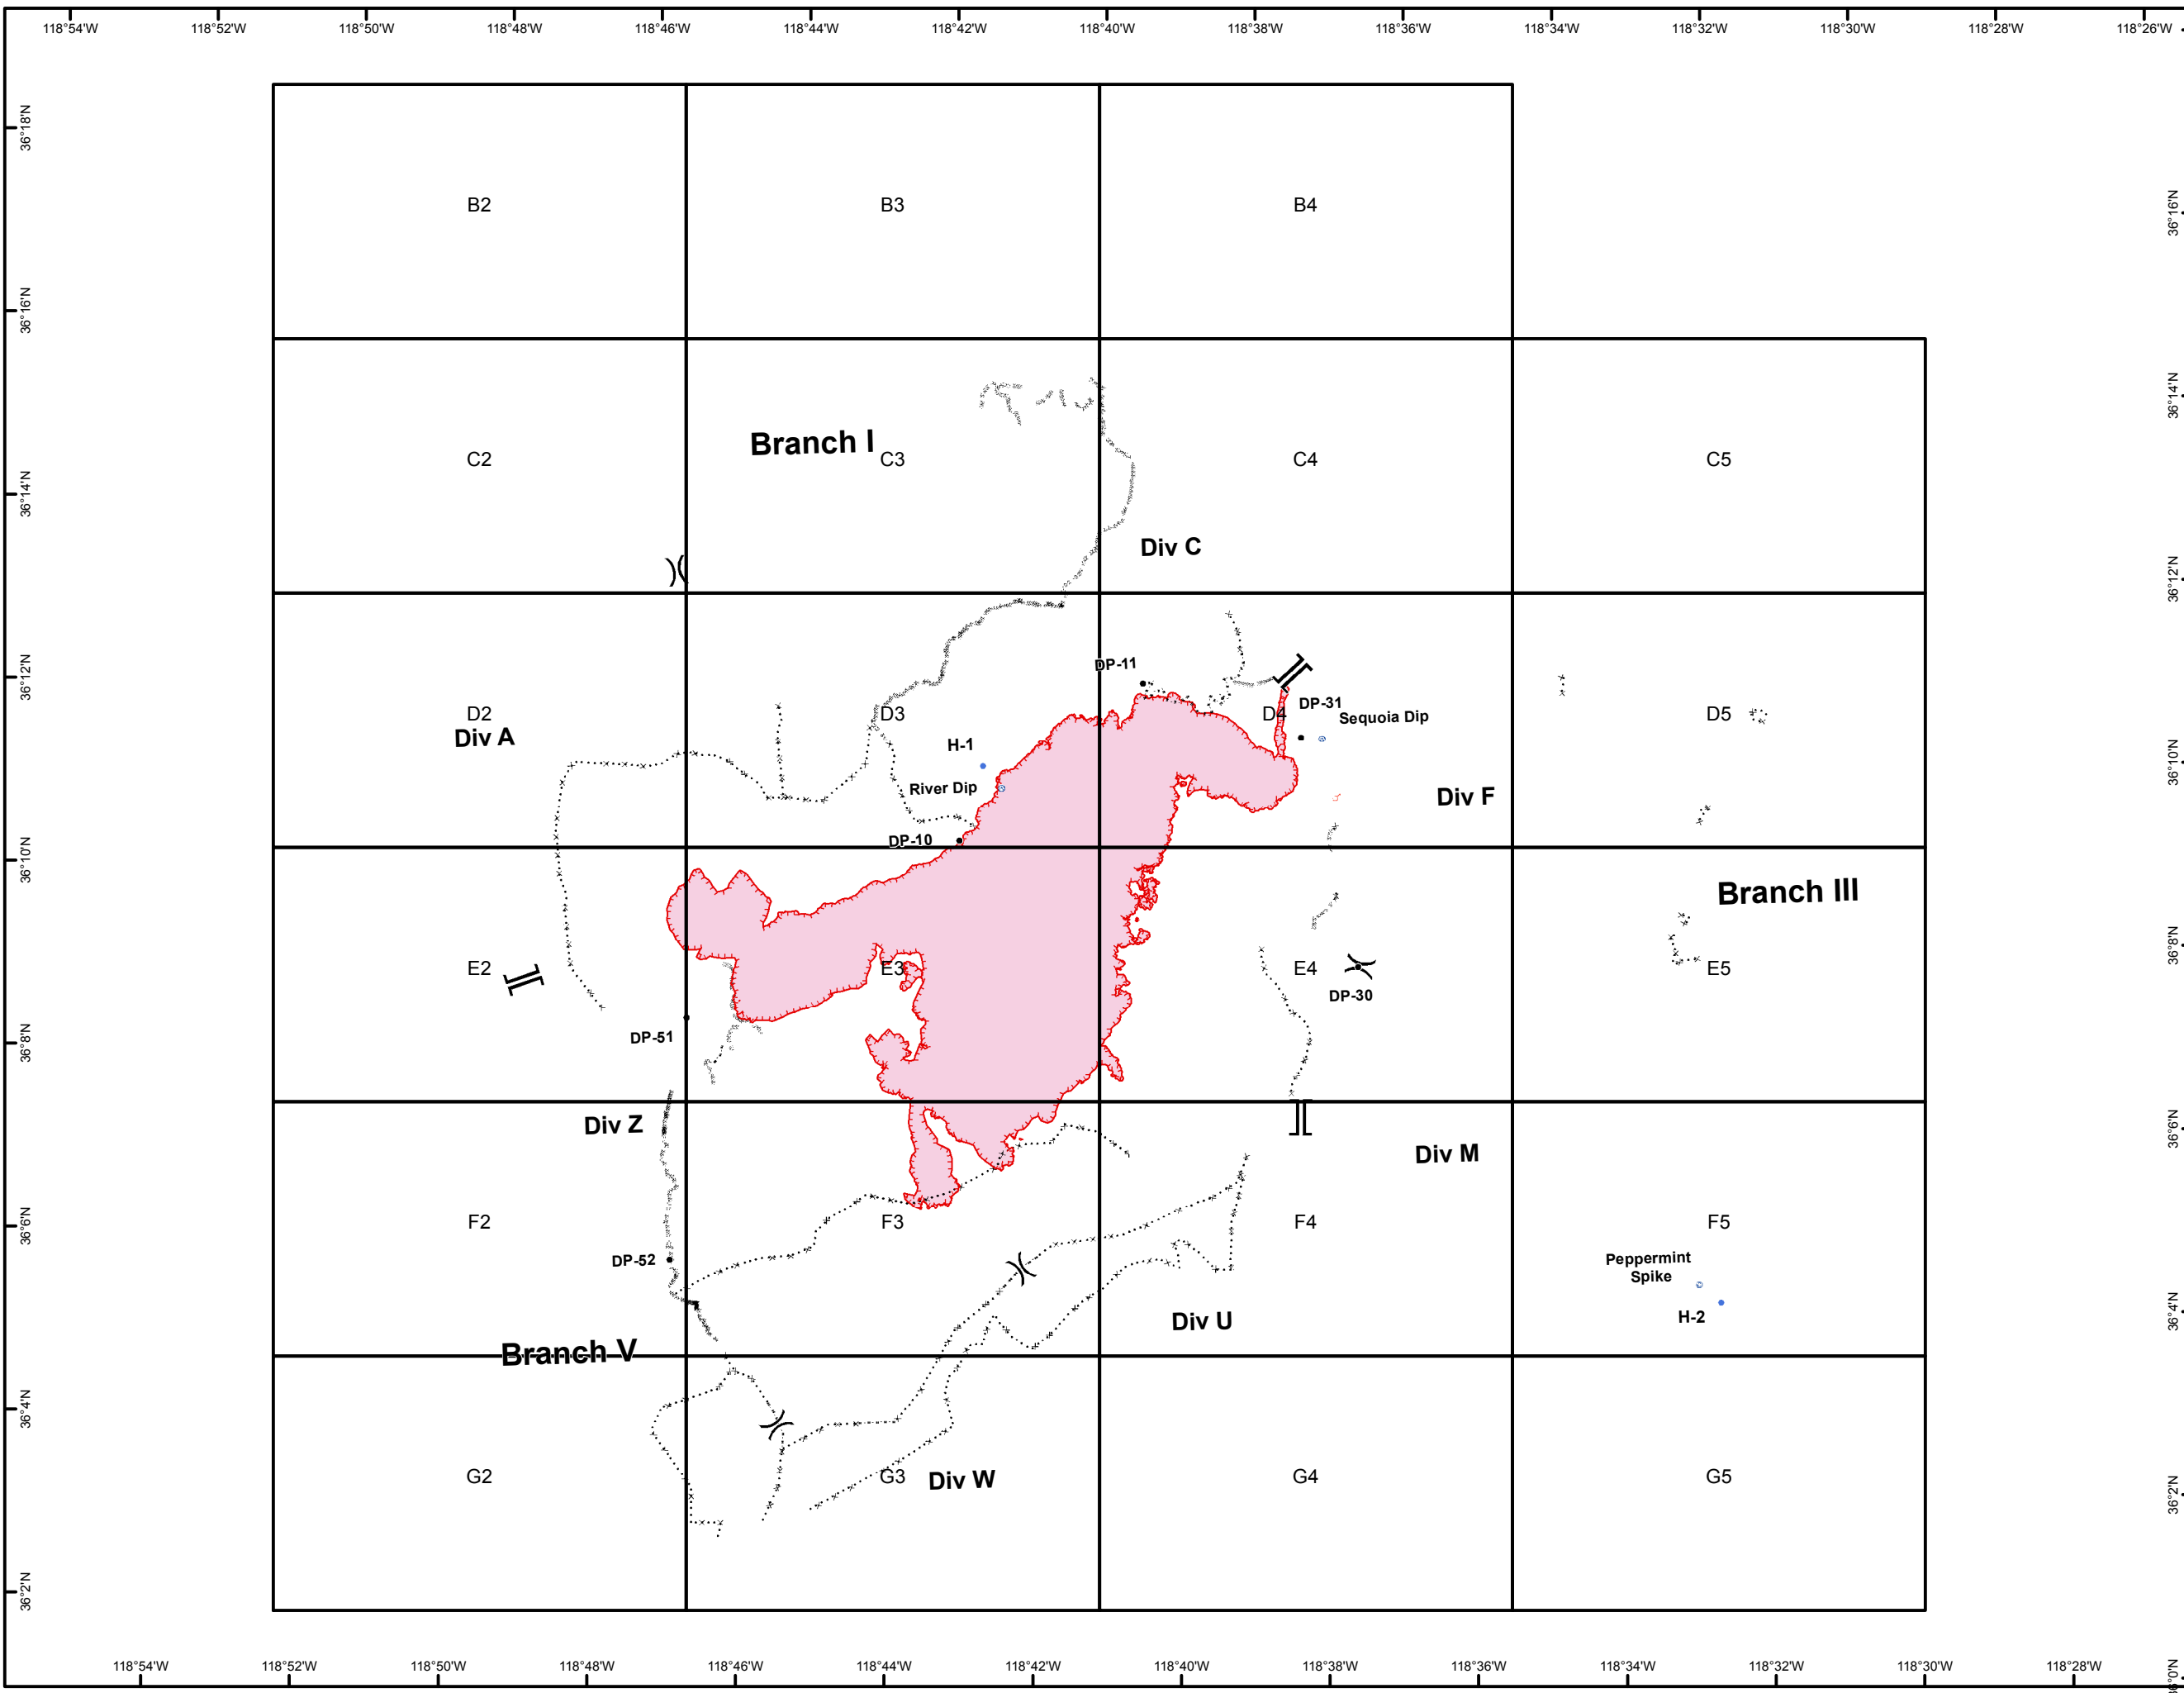 118°54'W 118°52'W 118°50'W 118°48'W 118°46'W 118°44'W 118°42'W 118°40'W 118°38'W 118°36'W 118°34'W 118°32'W 118°30'W 118°28'W 118°26'W
36°18'N
B2 B3 B4
36°16'N
36°16'N
36°14'N
Branch I
C2 C3 C4 C5
36°14'N
Div C
36°12'N
DP-11
36°12'N
DP-31
D2 D3 D4 D5
Sequoia Dip
Div A
H-1
36°10'N
River Dip
Div F
DP-10
36°10'N
Branch III
36°8'N
E2 E3 E4 E5
DP-30
DP-51
36°8'N
Div Z
36°6'N
Div M
F2 F3 F4 F5
36°6'N
DP-52
Peppermint
Spike
H-2
36°4'N
Div U
Branch V
36°4'N
G2 G3 G4 G5
Div W
36°2'N
36°2'N
118°54'W 118°52'W 118°50'W 118°48'W 118°46'W 118°44'W 118°42'W 118°40'W 118°38'W 118°36'W 118°34'W 118°32'W 118°30'W 118°28'W
36°0'N